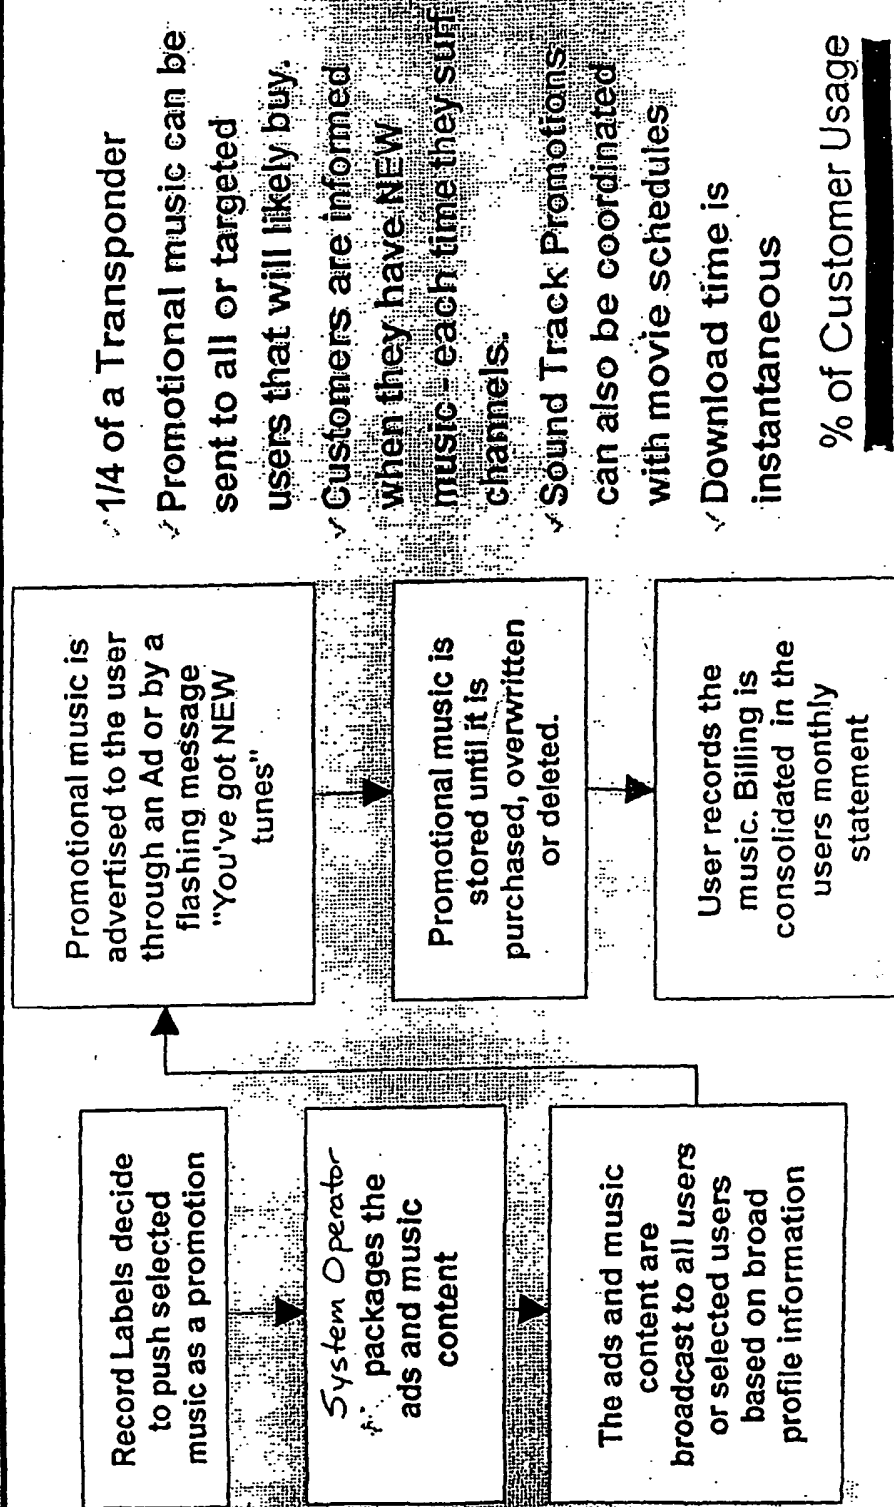 Record Labels decide
to push selected
music as a promotion
System Operator
packages the
ads and music
content
The ads and music
content are
broadcast to all users
or selected users
based on broad
profile information
Promotional music is
advertised to the user
through an Ad or by a
flashing message
"You've got NEW
tunes"
Promotional music is
stored until it is
purchased, overwritten
or deleted.
User records the
music. Billing is
consolidated in the
users monthly
statement
✓1/4 of a Transponder
✓Promotional music can be
sent to all or targeted
users that will likely buy.
✓Customers are informed
when they have NEW
music - each time they surf
channels.
✓Sound Track Promotions
can also be coordinated
with movie schedules
✓Download time is
instantaneous
% of Customer Usage